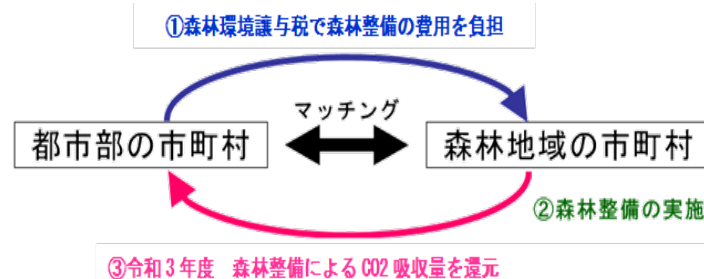 ①森林環境譲与税で森林整備の費用を負担
マッチング
都市部の市町村
森林地域の市町村
②森林整備の実施
③令和3年度　森林整備によるCO2吸収量を還元